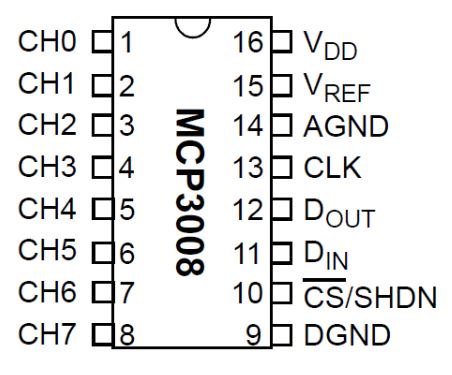 CH0 1 16 VDD
CH1 2 15 VREF
CH2 3 14 AGND
CH3 4 13 CLK
CH4 5 12 DOUT
CH5 6 11 DIN
CH6 7 10 C̅S̅/SHDN
CH7 8 9 DGND
MCP3008